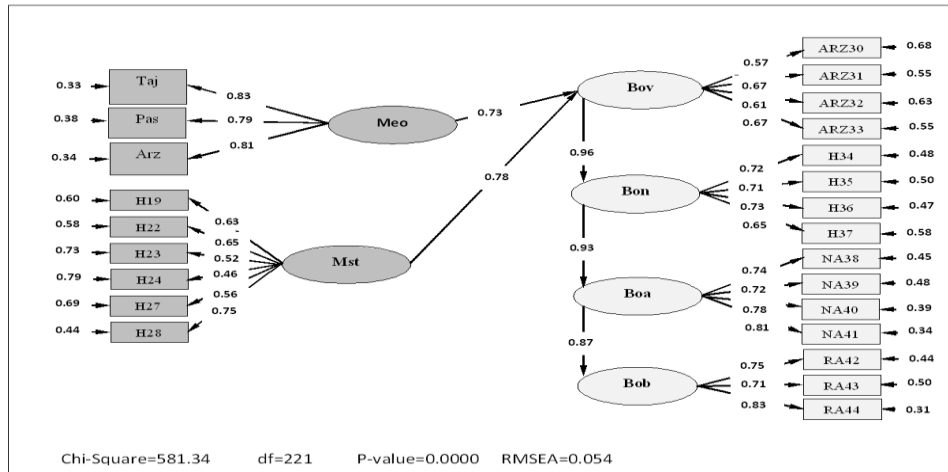 0.33 Taj 0.83
0.38 Pas 0.79
0.34 Arz 0.81
Meo 0.73
0.60 H19 0.63
0.58 H22 0.65
0.73 H23 0.52
0.79 H24 0.46
0.69 H27 0.56
0.44 H28 0.75
Mst 0.78
Bov
0.57 ARZ30 0.68
0.67 ARZ31 0.55
0.61 ARZ32 0.63
0.67 ARZ33 0.55
0.96
Bon
0.72 H34 0.48
0.71 H35 0.50
0.73 H36 0.47
0.65 H37 0.58
0.93
Boa
0.74 NA38 0.45
0.72 NA39 0.48
0.78 NA40 0.39
0.81 NA41 0.34
0.87
Bob
0.75 RA42 0.44
0.71 RA43 0.50
0.83 RA44 0.31
Chi-Square=581.34 df=221 P-value=0.0000 RMSEA=0.054